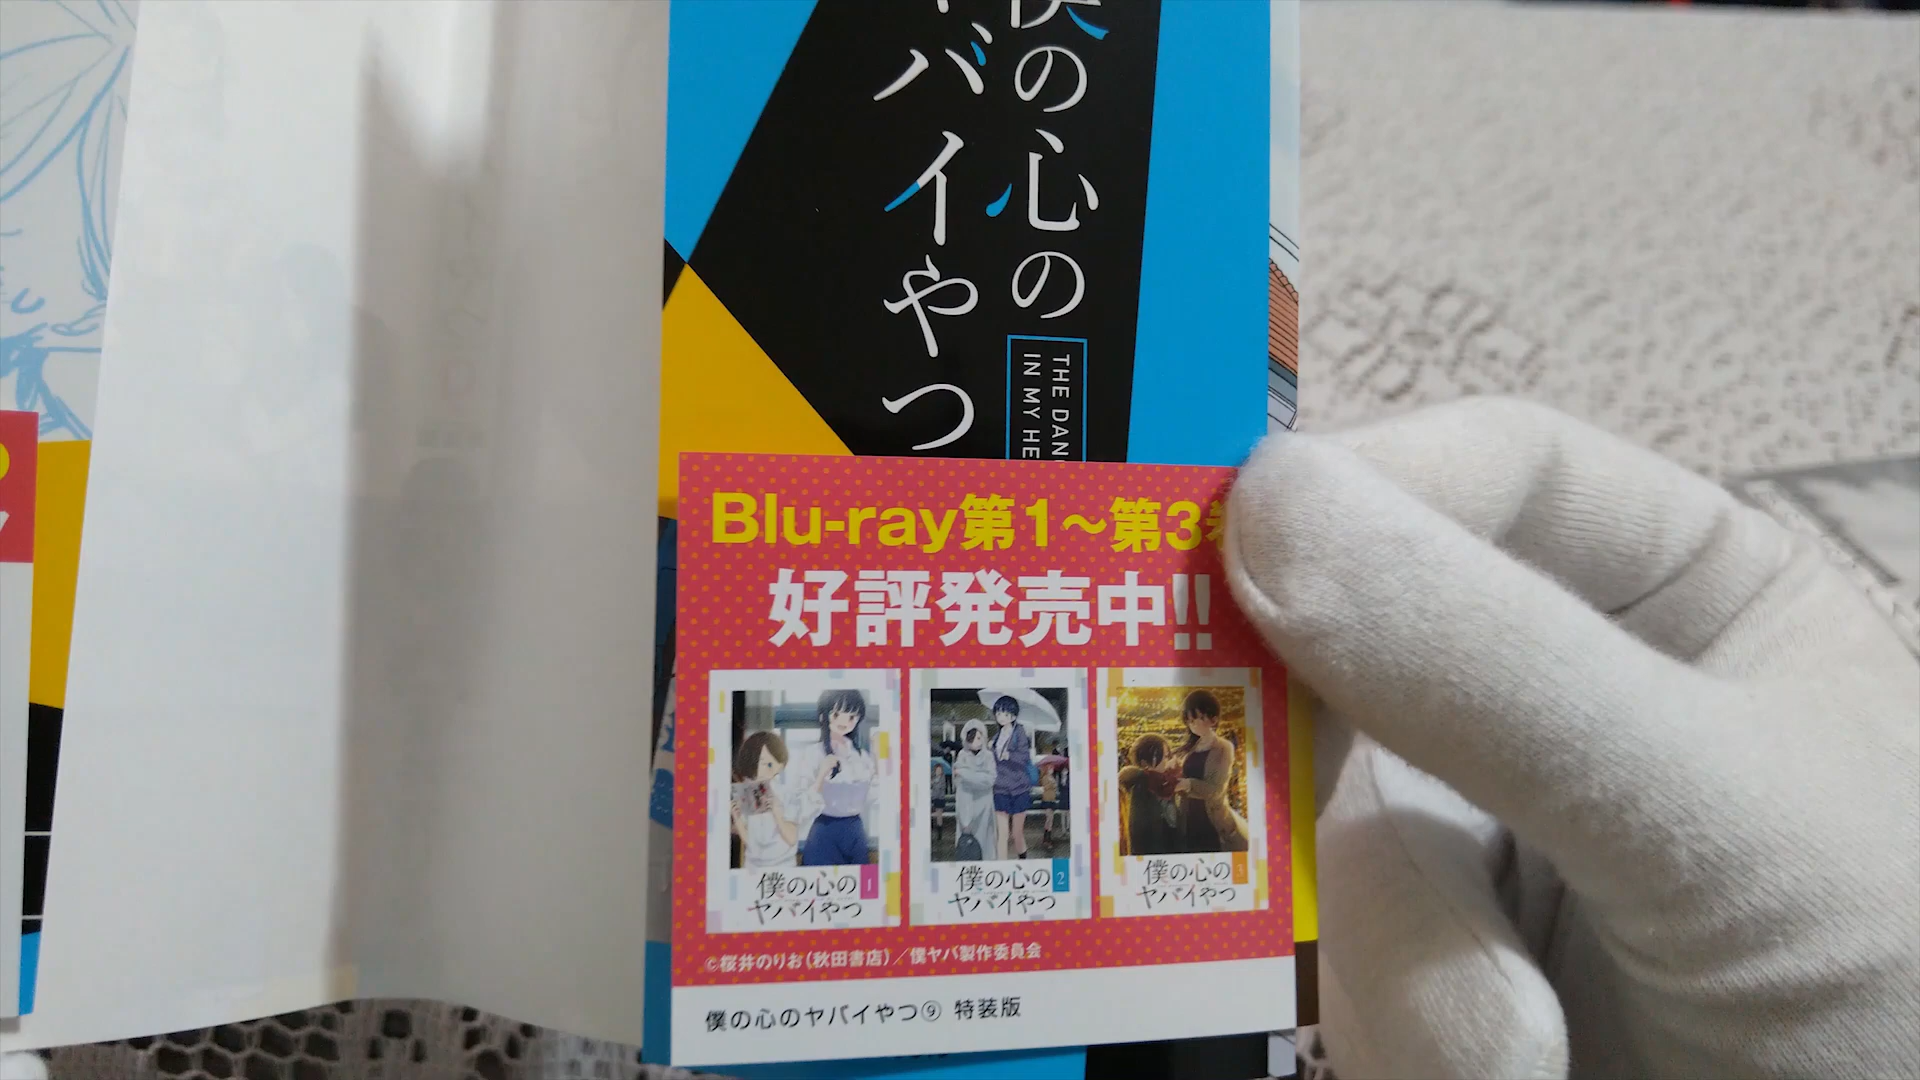 僕の心の
ヤバイやつ
THE DAN
IN MY HE
Blu-ray第1～第3巻
好評発売中!!
僕の心の
ヤバイやつ
1
僕の心の
ヤバイやつ
2
僕の心の
ヤバイやつ
3
©桜井のりお(秋田書店)／僕ヤバ製作委員会
僕の心のヤバイやつ⑨ 特装版